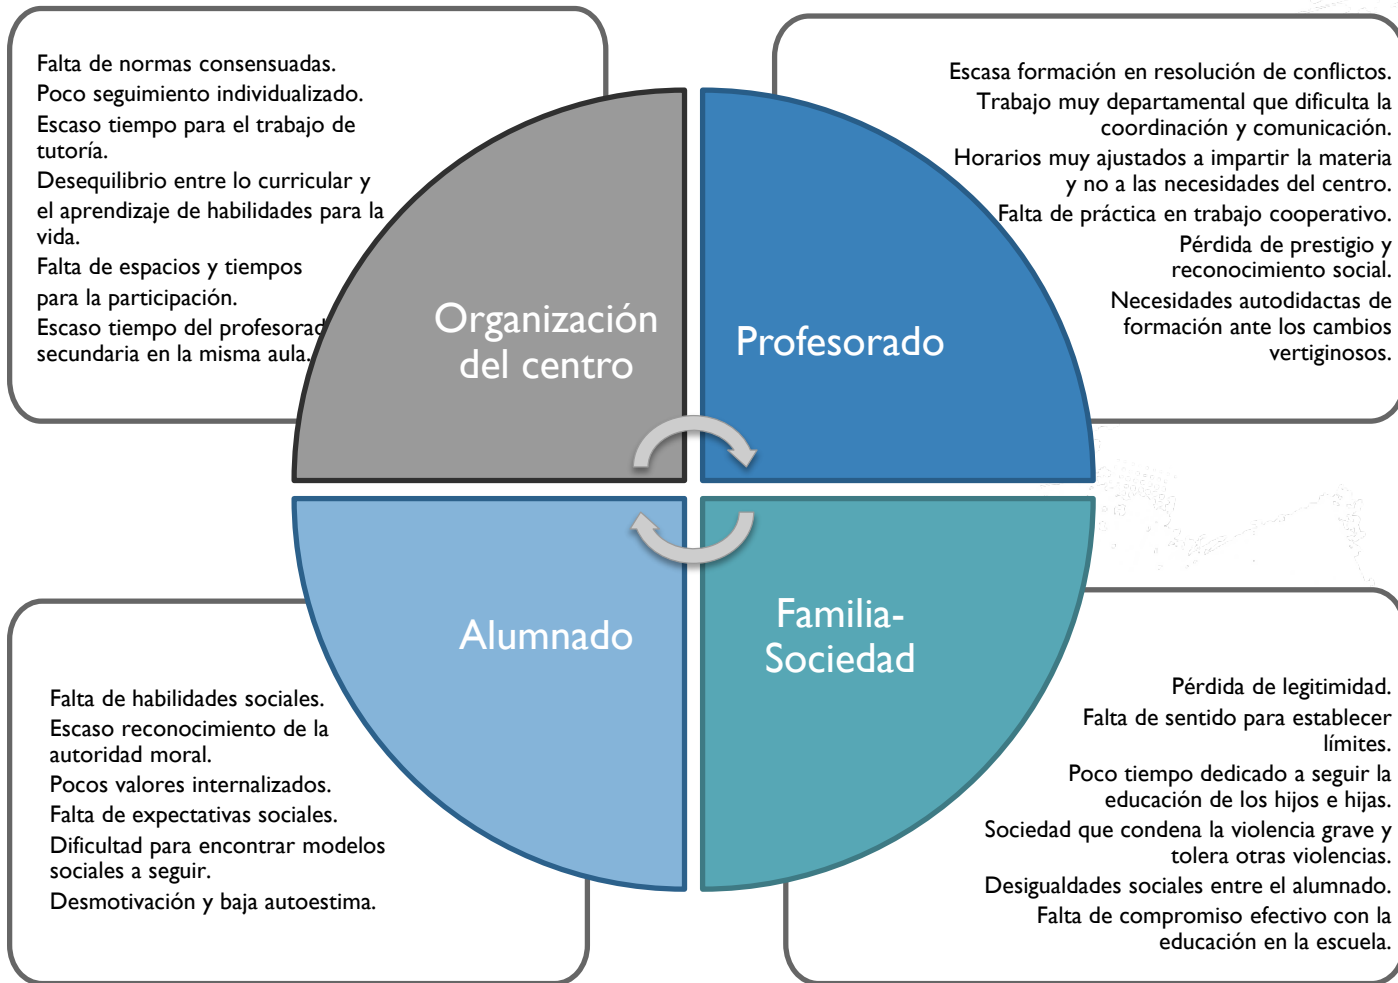 Falta de normas consensuadas.
Poco seguimiento individualizado.
Escaso tiempo para el trabajo de
tutoría.
Desequilibrio entre lo curricular y
el aprendizaje de habilidades para la
vida.
Falta de espacios y tiempos
para la participación.
Escaso tiempo del profesorad
secundaria en la misma aula.
Escasa formación en resolución de conflictos.
Trabajo muy departamental que dificulta la
coordinación y comunicación.
Horarios muy ajustados a impartir la materia
y no a las necesidades del centro.
Falta de práctica en trabajo cooperativo.
Pérdida de prestigio y
reconocimiento social.
Necesidades autodidactas de
formación ante los cambios
vertiginosos.
Organización
del centro
Profesorado
Alumnado
Familia-
Sociedad
Falta de habilidades sociales.
Escaso reconocimiento de la
autoridad moral.
Pocos valores internalizados.
Falta de expectativas sociales.
Dificultad para encontrar modelos
sociales a seguir.
Desmotivación y baja autoestima.
Pérdida de legitimidad.
Falta de sentido para establecer
límites.
Poco tiempo dedicado a seguir la
educación de los hijos e hijas.
Sociedad que condena la violencia grave y
tolera otras violencias.
Desigualdades sociales entre el alumnado.
Falta de compromiso efectivo con la
educación en la escuela.